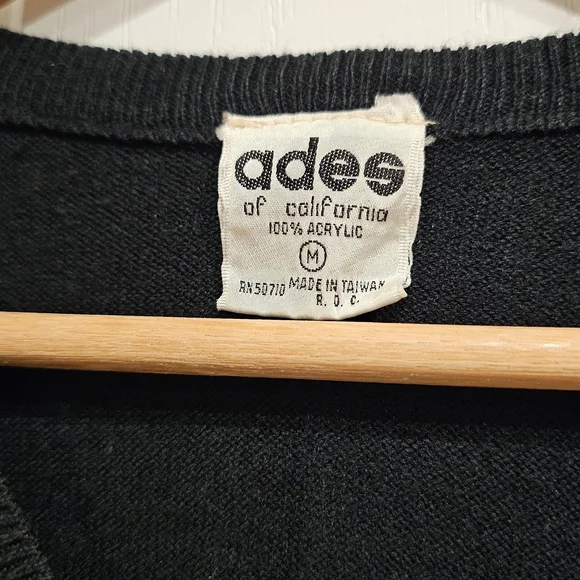 ades
of california
100% ACRYLIC
M
RN50710 MADE IN TAIWAN
R. O. C.